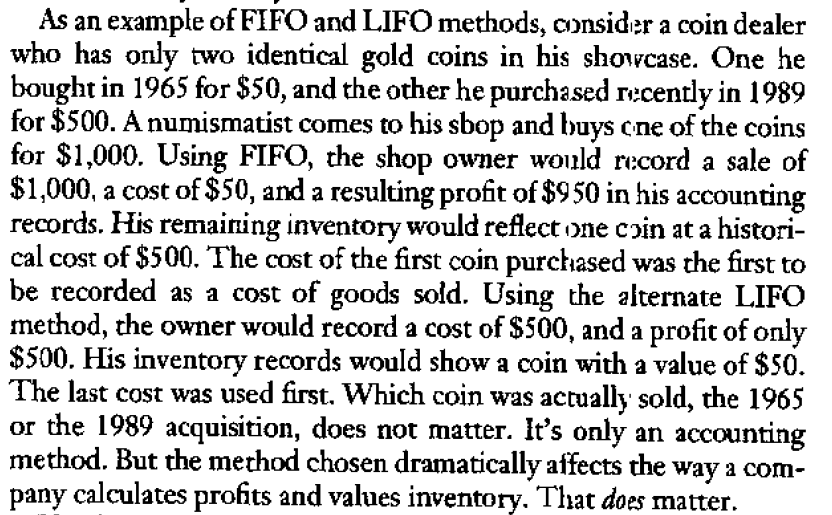 As an example of FIFO and LIFO methods, consider a coin dealer
who has only two identical gold coins in his showcase. One he
bought in 1965 for $50, and the other he purchased recently in 1989
for $500. A numismatist comes to his shop and buys one of the coins
for $1,000. Using FIFO, the shop owner would record a sale of
$1,000, a cost of $50, and a resulting profit of $950 in his accounting
records. His remaining inventory would reflect one coin at a histori-
cal cost of $500. The cost of the first coin purchased was the first to
be recorded as a cost of goods sold. Using the alternate LIFO
method, the owner would record a cost of $500, and a profit of only
$500. His inventory records would show a coin with a value of $50.
The last cost was used first. Which coin was actually sold, the 1965
or the 1989 acquisition, does not matter. It's only an accounting
method. But the method chosen dramatically affects the way a com-
pany calculates profits and values inventory. That does matter.